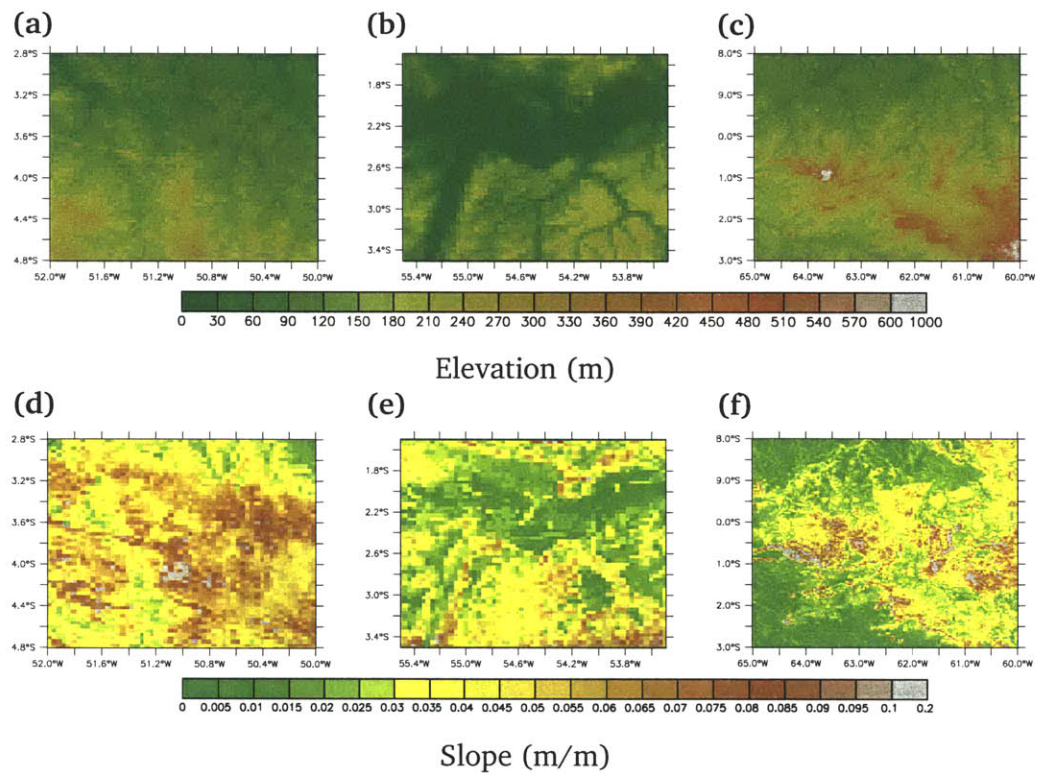 (a)
(b)
(c)
2.8°S
3.2°S
3.6°S
4.0°S
4.4°S
4.8°S
52.0°W 51.6°W 51.2°W 50.8°W 50.4°W 50.0°W
1.8°S
2.2°S
2.6°S
3.0°S
3.4°S
55.4°W 55.0°W 54.6°W 54.2°W 53.8°W
8.0°S
9.0°S
0.0°S
1.0°S
2.0°S
3.0°S
65.0°W 64.0°W 63.0°W 62.0°W 61.0°W 60.0°W
0 30 60 90 120 150 180 210 240 270 300 330 360 390 420 450 480 510 540 570 600 1000
Elevation (m)
(d)
(e)
(f)
2.8°S
3.2°S
3.6°S
4.0°S
4.4°S
4.8°S
52.0°W 51.6°W 51.2°W 50.8°W 50.4°W 50.0°W
1.8°S
2.2°S
2.6°S
3.0°S
3.4°S
55.4°W 55.0°W 54.6°W 54.2°W 53.8°W
8.0°S
9.0°S
0.0°S
1.0°S
2.0°S
3.0°S
65.0°W 64.0°W 63.0°W 62.0°W 61.0°W 60.0°W
0 0.005 0.01 0.015 0.02 0.025 0.03 0.035 0.04 0.045 0.05 0.055 0.06 0.065 0.07 0.075 0.08 0.085 0.09 0.095 0.1 0.2
Slope (m/m)